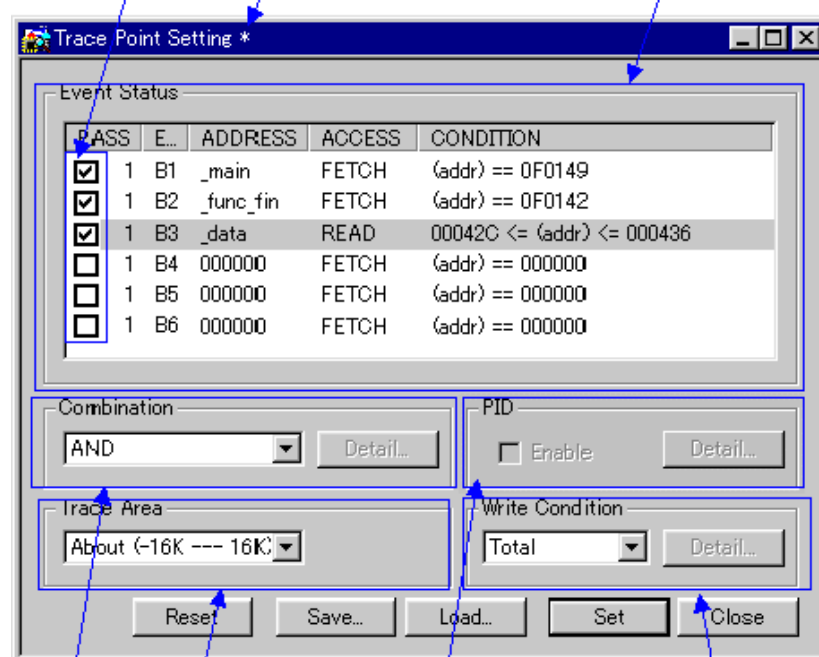 Trace Point Setting *
Event Status
PASS E... ADDRESS ACCESS CONDITION
1 B1 _main FETCH (addr) == 0F0149
1 B2 _func_fin FETCH (addr) == 0F0142
1 B3 _data READ 00042C <= (addr) <= 000436
1 B4 000000 FETCH (addr) == 000000
1 B5 000000 FETCH (addr) == 000000
1 B6 000000 FETCH (addr) == 000000
Combination PID
AND Detail... Enable Detail...
Trace Area Write Condition
About (-16K --- 16K) Total Detail...
Reset Save... Load... Set Close